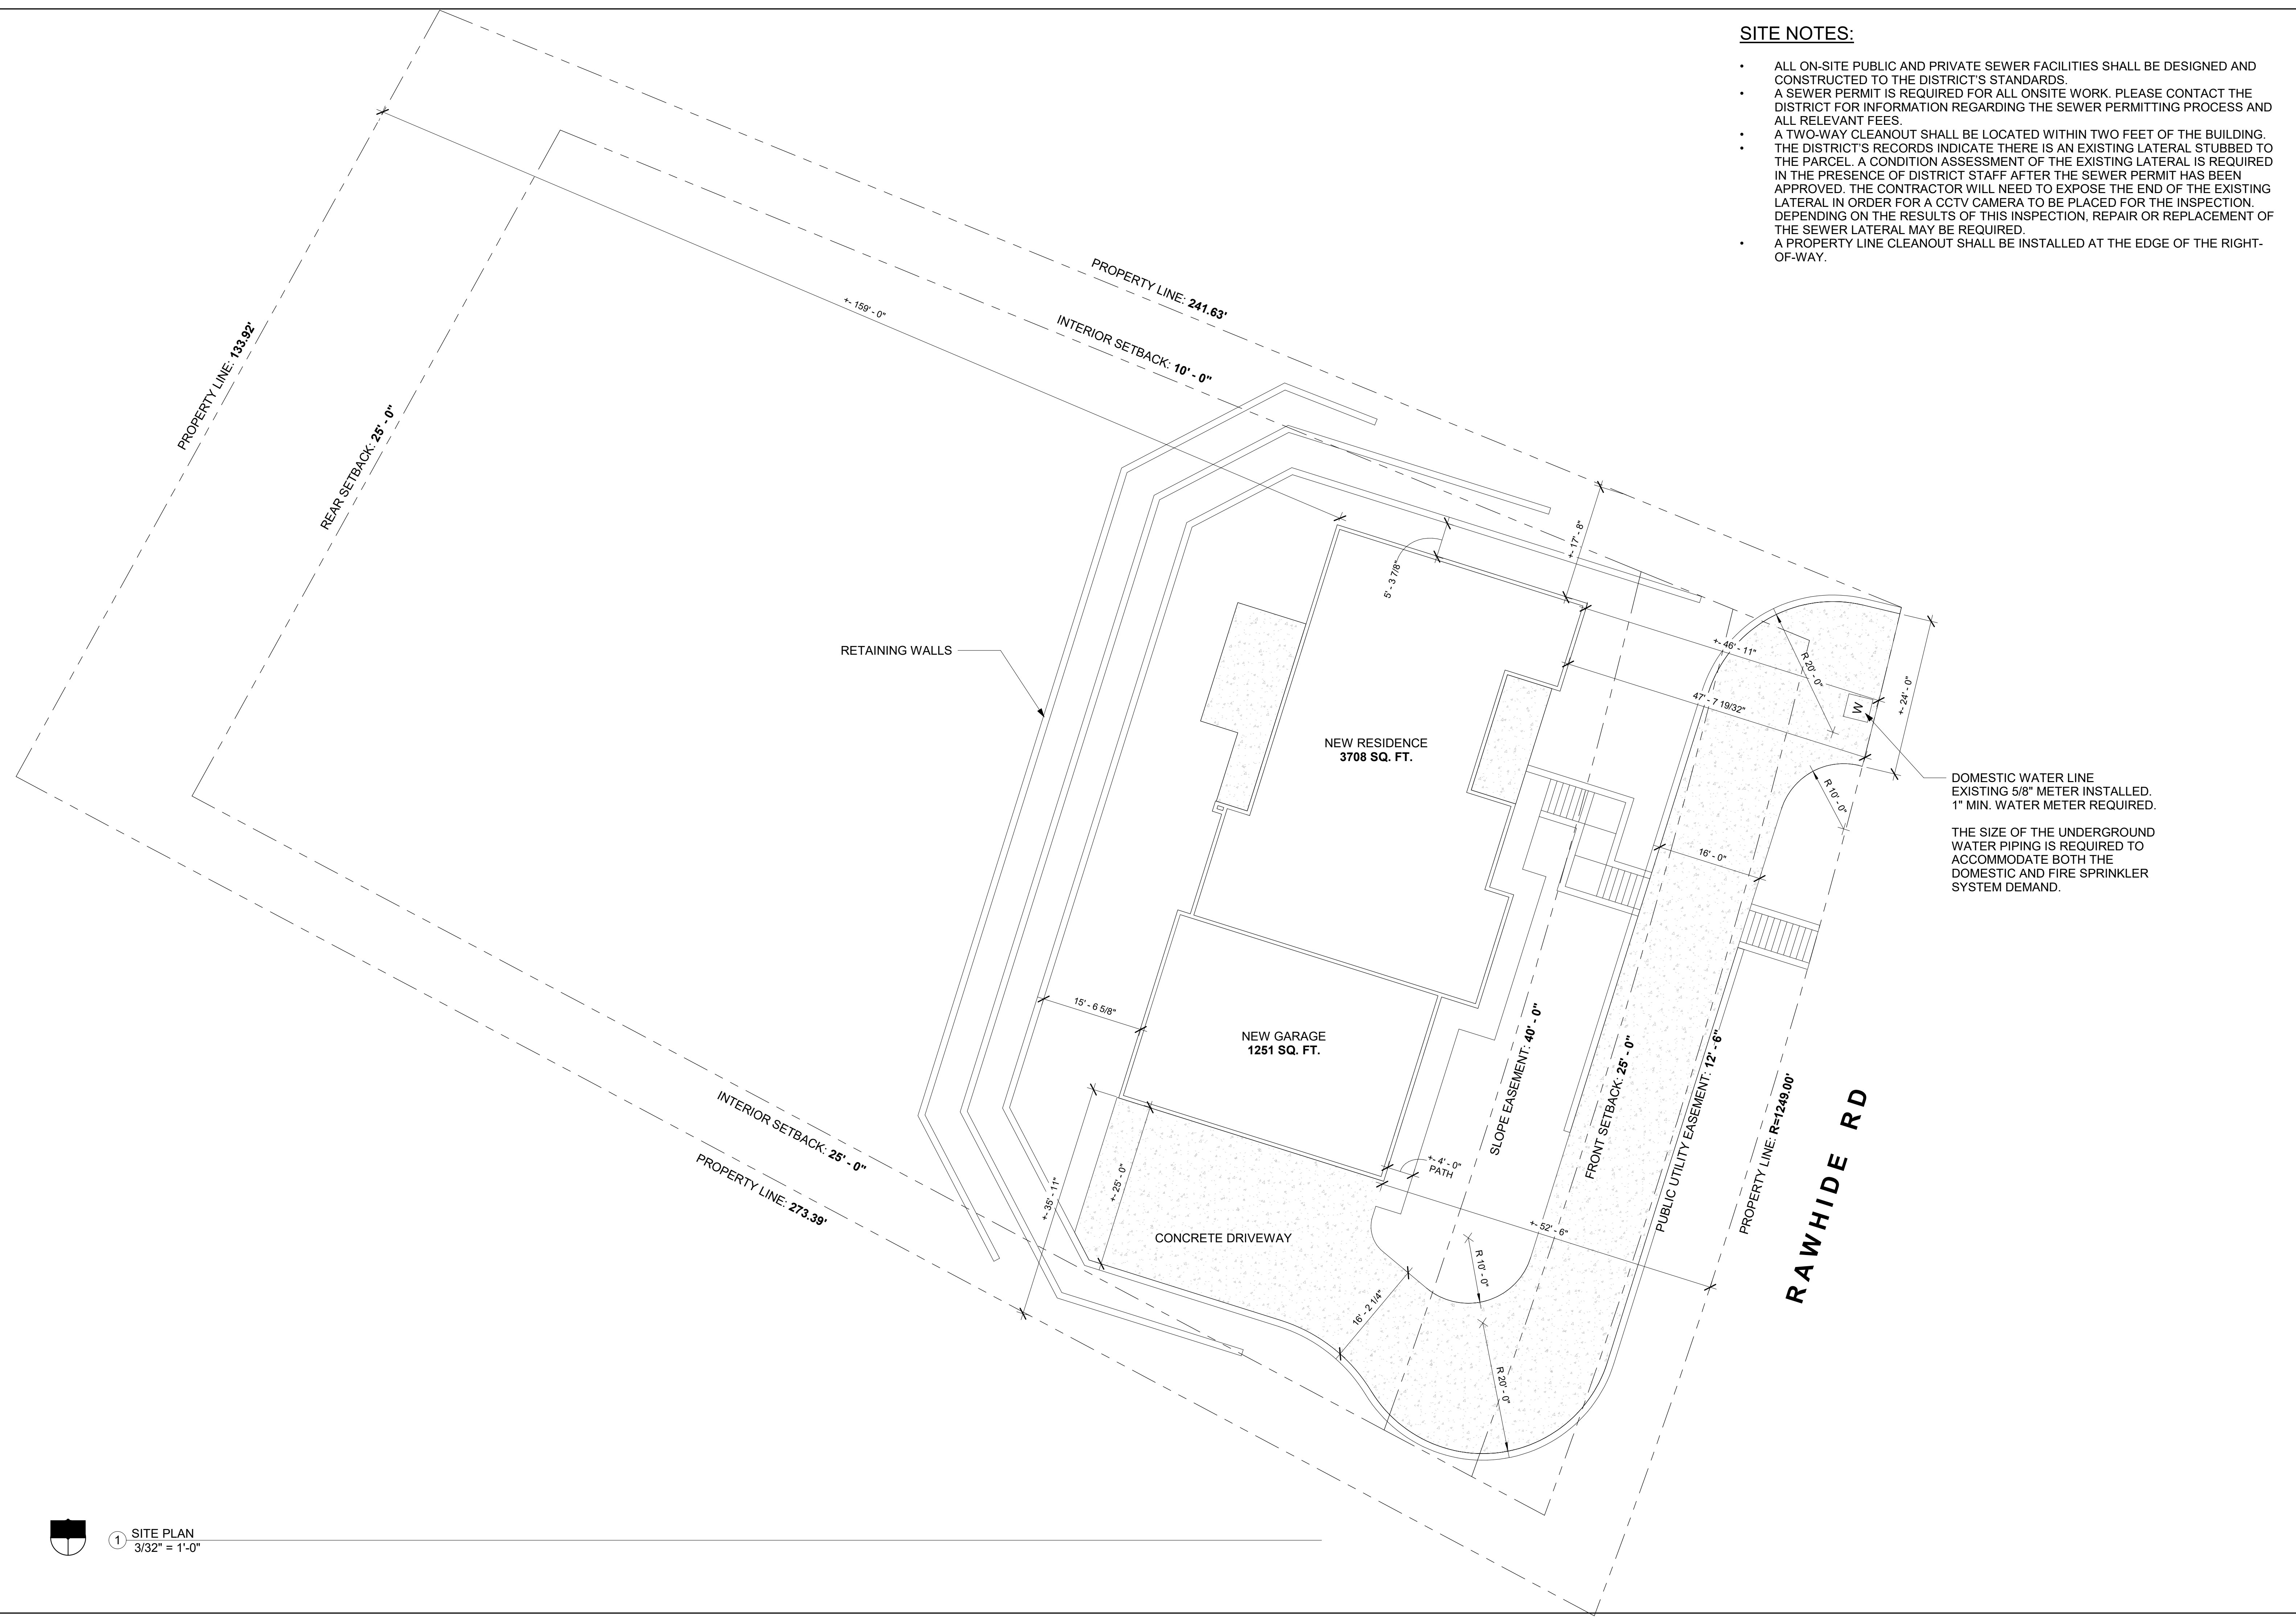 SITE NOTES:
• ALL ON-SITE PUBLIC AND PRIVATE SEWER FACILITIES SHALL BE DESIGNED AND
CONSTRUCTED TO THE DISTRICT'S STANDARDS.
• A SEWER PERMIT IS REQUIRED FOR ALL ONSITE WORK. PLEASE CONTACT THE
DISTRICT FOR INFORMATION REGARDING THE SEWER PERMITTING PROCESS AND
ALL RELEVANT FEES.
• A TWO-WAY CLEANOUT SHALL BE LOCATED WITHIN TWO FEET OF THE BUILDING.
• THE DISTRICT'S RECORDS INDICATE THERE IS AN EXISTING LATERAL STUBBED TO
THE PARCEL. A CONDITION ASSESSMENT OF THE EXISTING LATERAL IS REQUIRED
IN THE PRESENCE OF DISTRICT STAFF AFTER THE SEWER PERMIT HAS BEEN
APPROVED. THE CONTRACTOR WILL NEED TO EXPOSE THE END OF THE EXISTING
LATERAL IN ORDER FOR A CCTV CAMERA TO BE PLACED FOR THE INSPECTION.
DEPENDING ON THE RESULTS OF THIS INSPECTION, REPAIR OR REPLACEMENT OF
THE SEWER LATERAL MAY BE REQUIRED.
• A PROPERTY LINE CLEANOUT SHALL BE INSTALLED AT THE EDGE OF THE RIGHT-
OF-WAY.
PROPERTY LINE: 241.63'
+- 159' - 0"
INTERIOR SETBACK: 10' - 0"
PROPERTY LINE: 133.92'
REAR SETBACK: 25' - 0"
+- 17' - 8"
5' - 3 7/8"
RETAINING WALLS
+- 46' - 11"
R 20' - 0"
47' - 7 19/32"
W
+- 24' - 0"
NEW RESIDENCE
3708 SQ. FT.
R 10' - 0"
DOMESTIC WATER LINE
EXISTING 5/8" METER INSTALLED.
1" MIN. WATER METER REQUIRED.
THE SIZE OF THE UNDERGROUND
WATER PIPING IS REQUIRED TO
ACCOMMODATE BOTH THE
DOMESTIC AND FIRE SPRINKLER
SYSTEM DEMAND.
16' - 0"
15' - 6 5/8"
NEW GARAGE
1251 SQ. FT.
SLOPE EASEMENT: 40' - 0"
FRONT SETBACK: 25' - 0"
PUBLIC UTILITY EASEMENT: 12' - 6"
PROPERTY LINE: R=1249.00'
RAWHIDE RD
INTERIOR SETBACK: 25' - 0"
PROPERTY LINE: 273.39'
+- 35' - 11"
+- 25' - 0"
+- 4' - 0"
PATH
CONCRETE DRIVEWAY
+- 52' - 6"
R 10' - 0"
16' - 2 1/4"
R 20' - 0"
1 SITE PLAN
3/32" = 1'-0"